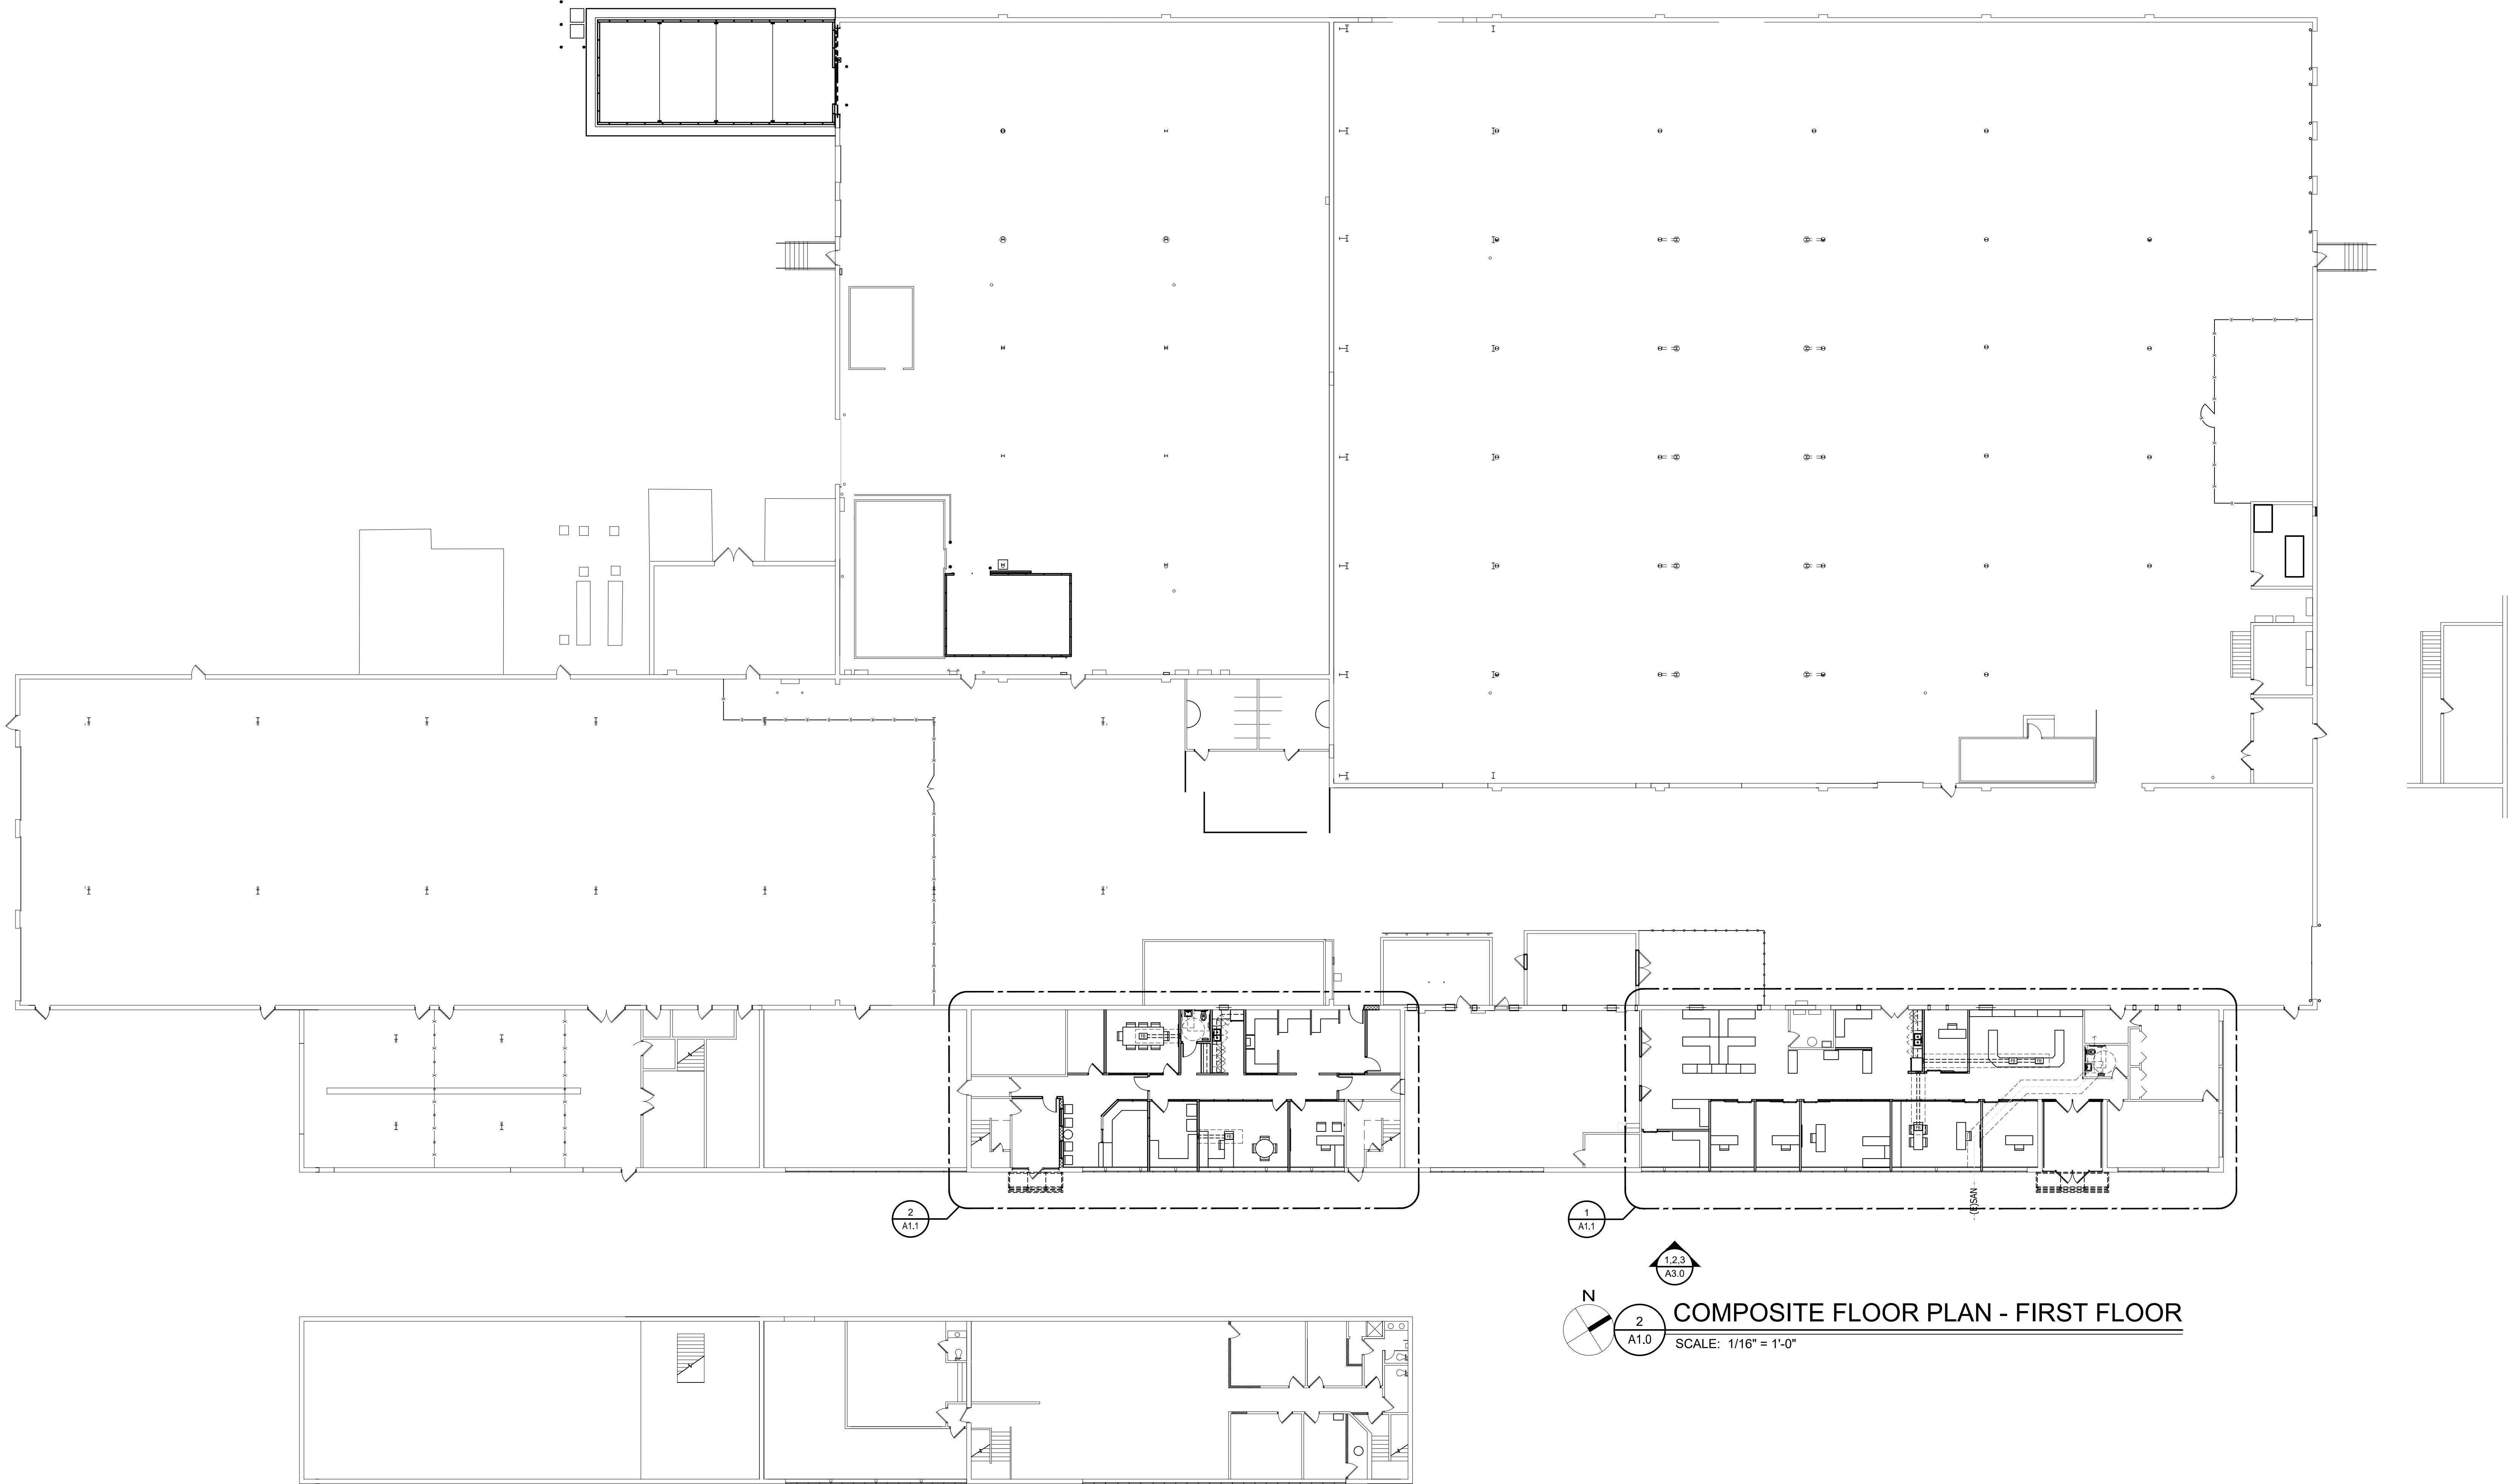 2
A1.1
1
A1.1
(E)SAN
1,2,3
A3.0
N
2
A1.0
COMPOSITE FLOOR PLAN - FIRST FLOOR
SCALE: 1/16" = 1'-0"